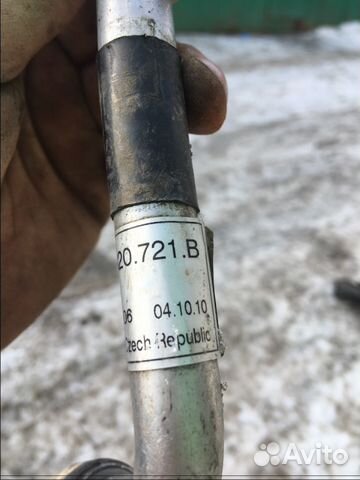 20.721.B
06 04.10.10
Czech Republic
Avito